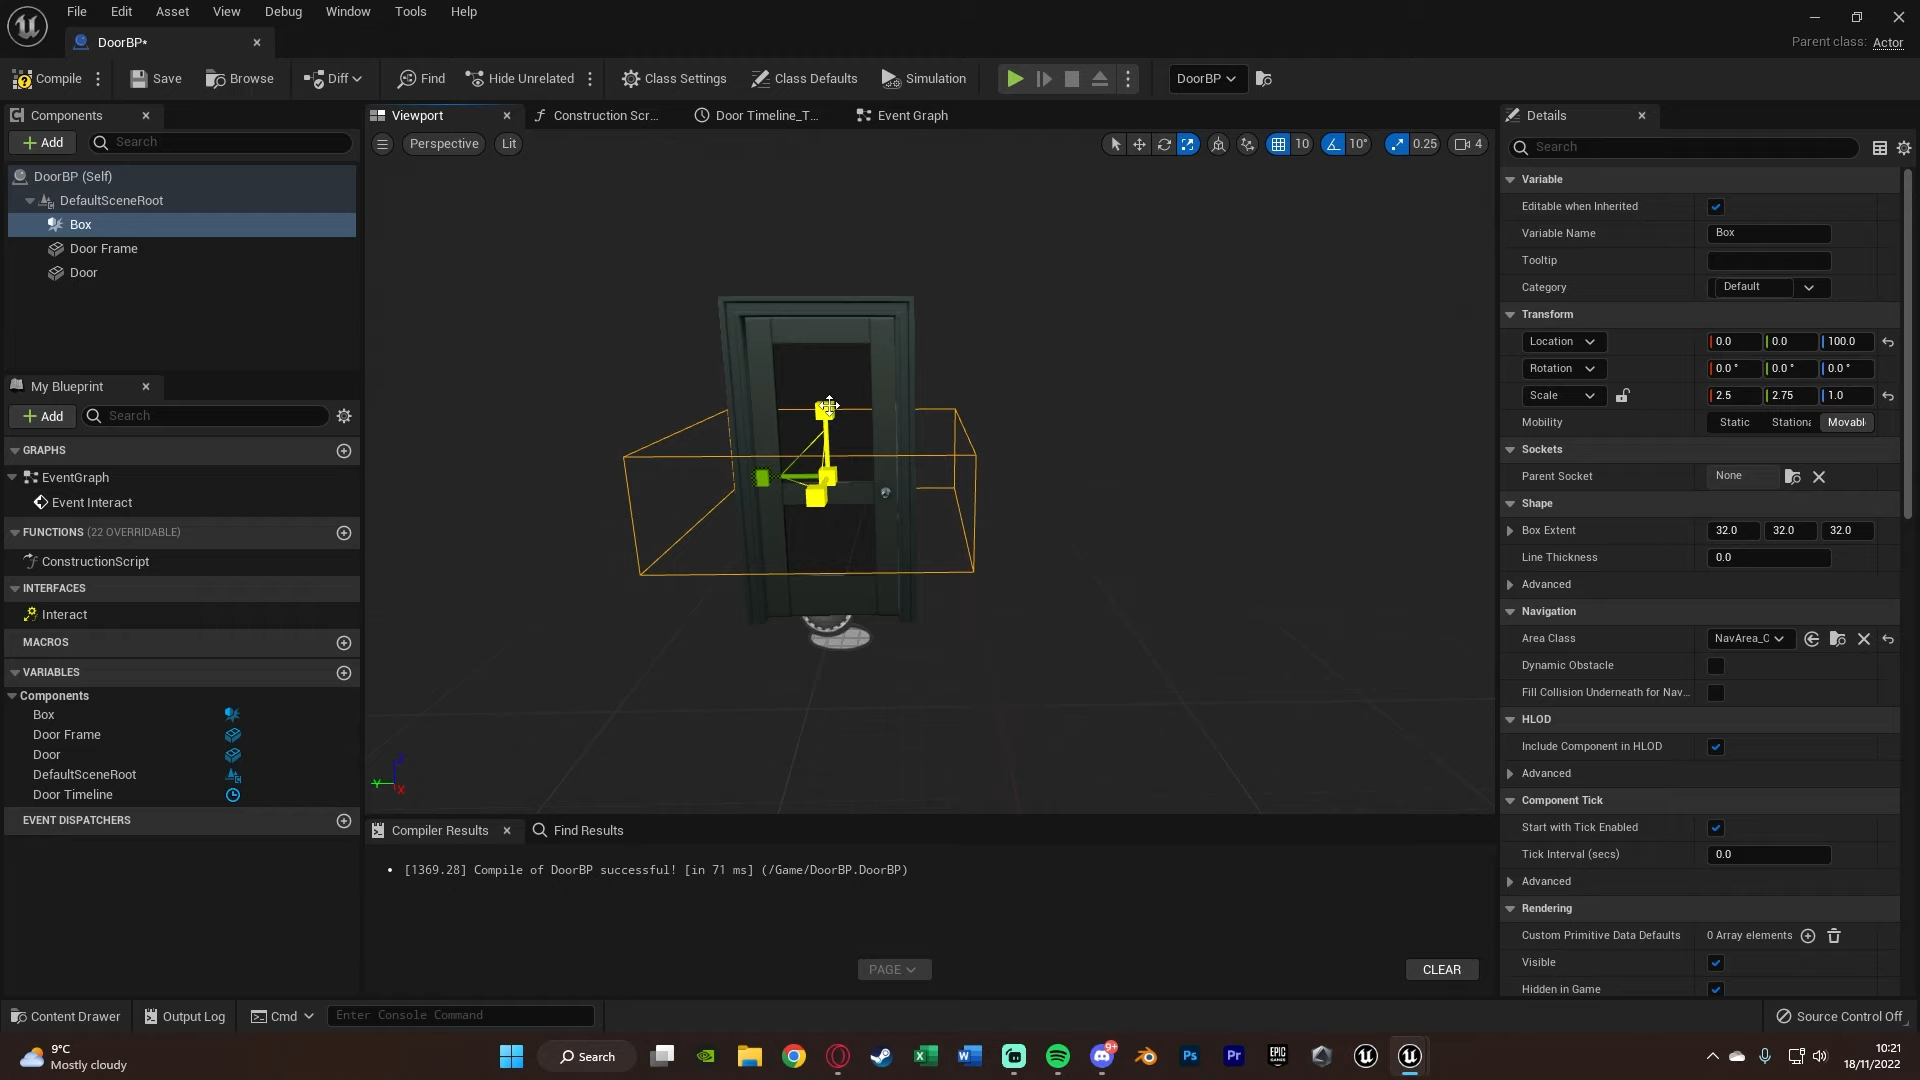 File Edit Asset View Debug Window Tools Help
DoorBP*
Parent class: Actor
Compile Save Browse Diff Find Hide Unrelated Class Settings Class Defaults Simulation DoorBP
Components
Add Search
DoorBP (Self)
DefaultSceneRoot
Box
Door Frame
Door
My Blueprint
Add Search
GRAPHS
EventGraph
Event Interact
FUNCTIONS (22 OVERRIDABLE)
ConstructionScript
INTERFACES
Interact
MACROS
VARIABLES
Components
Box
Door Frame
Door
DefaultSceneRoot
Door Timeline
EVENT DISPATCHERS
Viewport Construction Scr... Door Timeline_T... Event Graph
Perspective Lit 10 10° 0.25 4
Z
Y X
Compiler Results Find Results
[1369.28] Compile of DoorBP successful! [in 71 ms] (/Game/DoorBP.DoorBP)
PAGE CLEAR
Details
Search
Variable
Editable when Inherited
Variable Name Box
Tooltip
Category Default
Transform
Location 0.0 0.0 100.0
Rotation 0.0 ° 0.0 ° 0.0 °
Scale 2.5 2.75 1.0
Mobility Static Stationa Movabl
Sockets
Parent Socket None
Shape
Box Extent 32.0 32.0 32.0
Line Thickness 0.0
Advanced
Navigation
Area Class NavArea_O
Dynamic Obstacle
Fill Collision Underneath for Nav...
HLOD
Include Component in HLOD
Advanced
Component Tick
Start with Tick Enabled
Tick Interval (secs) 0.0
Advanced
Rendering
Custom Primitive Data Defaults 0 Array elements
Visible
Hidden in Game
Content Drawer Output Log Cmd Enter Console Command Source Control Off
9°C
Mostly cloudy
Search
9+
EPIC
GAMES
Ps Pr
10:21
18/11/2022